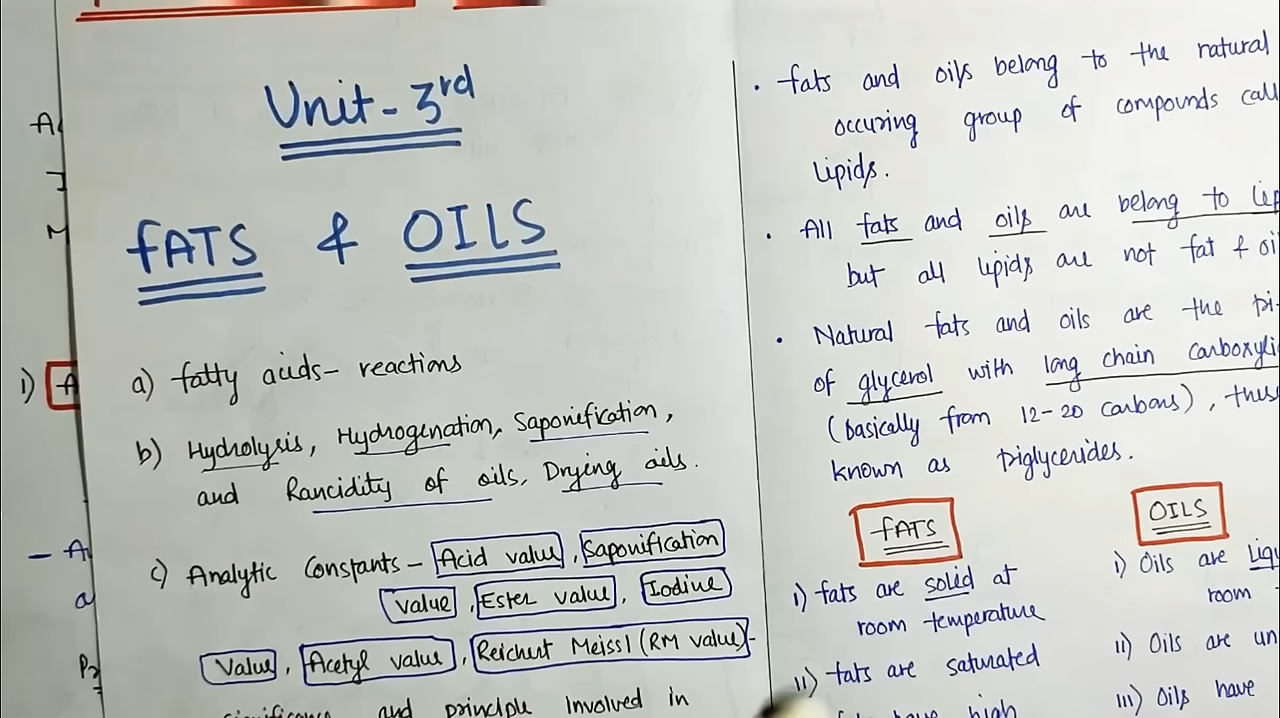 Unit-3rd
fATS & OILS
a) fatty acids- reactions
b) Hydrolysis, Hydrogenation, Saponification,
and Rancidity of oils, Drying oils.
c) Analytic Constants- Acid value, Saponification
value, Ester value, Iodine
Value, Acetyl value, Reichert Meissl (RM value)-
and principle Involved in
• fats and oils belong to the natural
occuring group of compounds
lipids.
• All fats and oils are belong to
but all lipids are not fat &
• Natural fats and oils are the
of glycerol with long chain
(basically from 12-20 carbons),
known as triglycerides.
fATS
i) fats are solid at
room temperature
ii) fats are saturated
have high
OILS
i) Oils are
room
ii) Oils are
iii) Oils have
i)